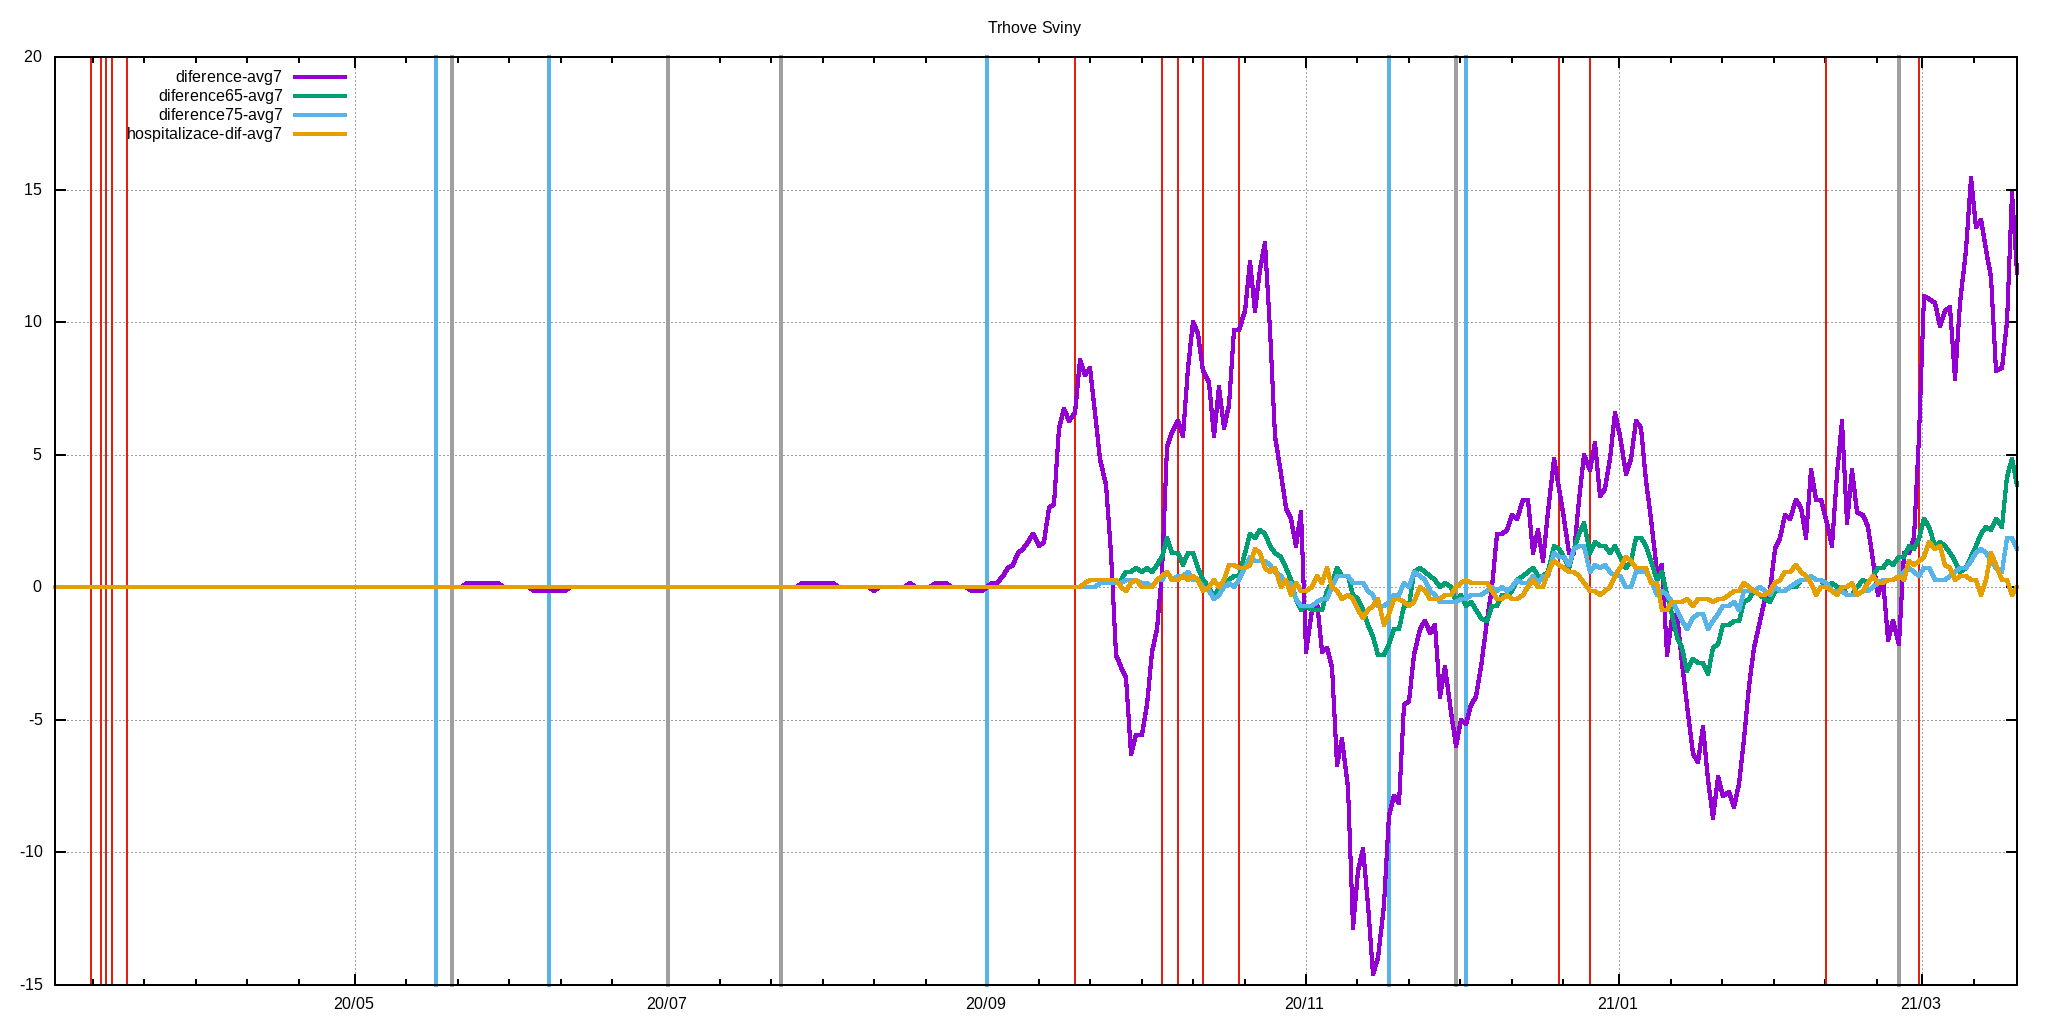 Trhove Sviny
20
diference-avg7
diference65-avg7
diference75-avg7
hospitalizace-dif-avg7
15
10
5
0
-5
-10
-15
20/05 20/07 20/09 20/11 21/01 21/03